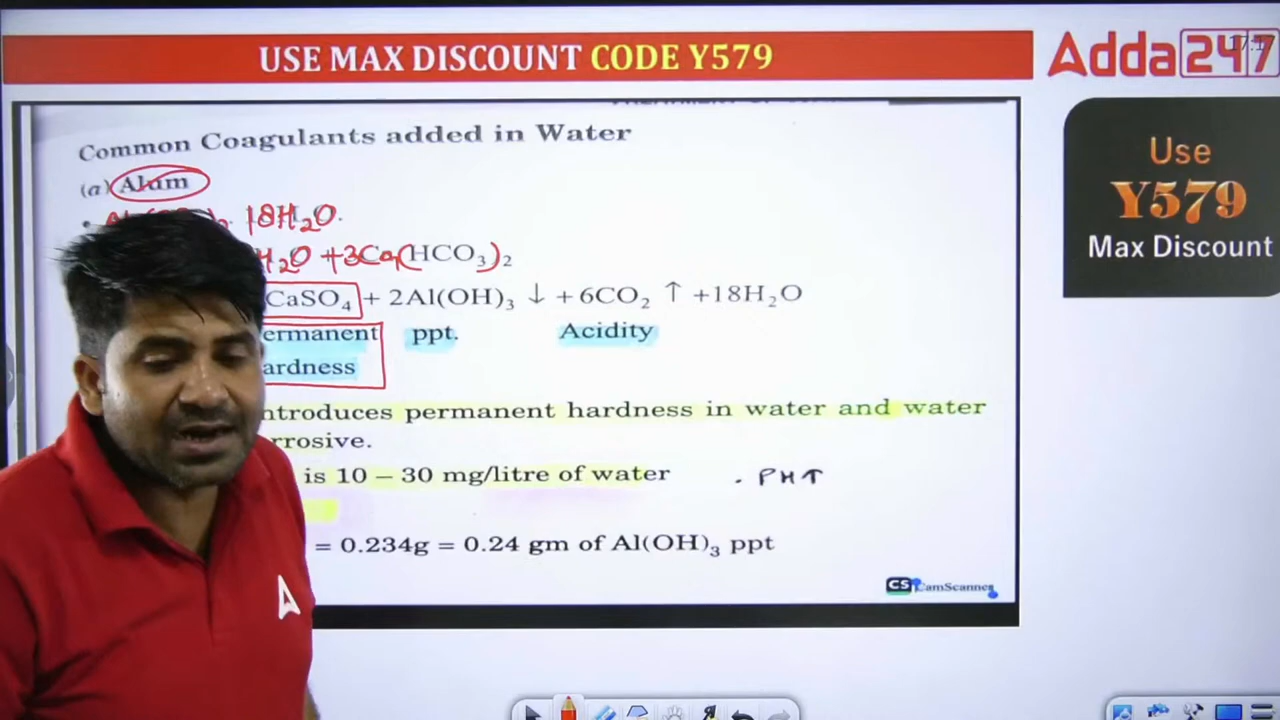 USE MAX DISCOUNT CODE Y579
Adda247
17:17
Common Coagulants added in Water
(a) Alum
18H₂O.
H₂O + 3Ca(HCO₃)₂
CaSO₄ + 2Al(OH)₃ ↓ + 6CO₂ ↑ +18H₂O
ermanent ppt. Acidity
ardness
ntroduces permanent hardness in water and water
rrosive.
is 10 – 30 mg/litre of water . PH↑
= 0.234g = 0.24 gm of Al(OH)₃ ppt
CS CamScanner
Use
Y579
Max Discount